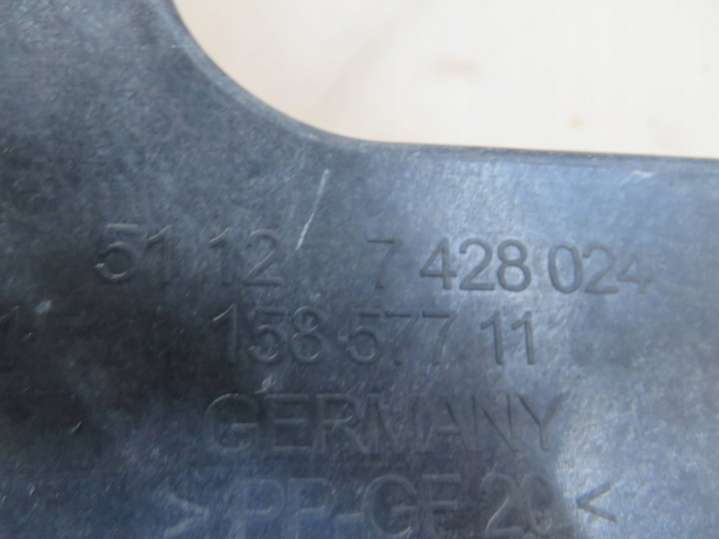 51 12 7 428 024
158 577 11
GERMANY
>PP-GF 20<